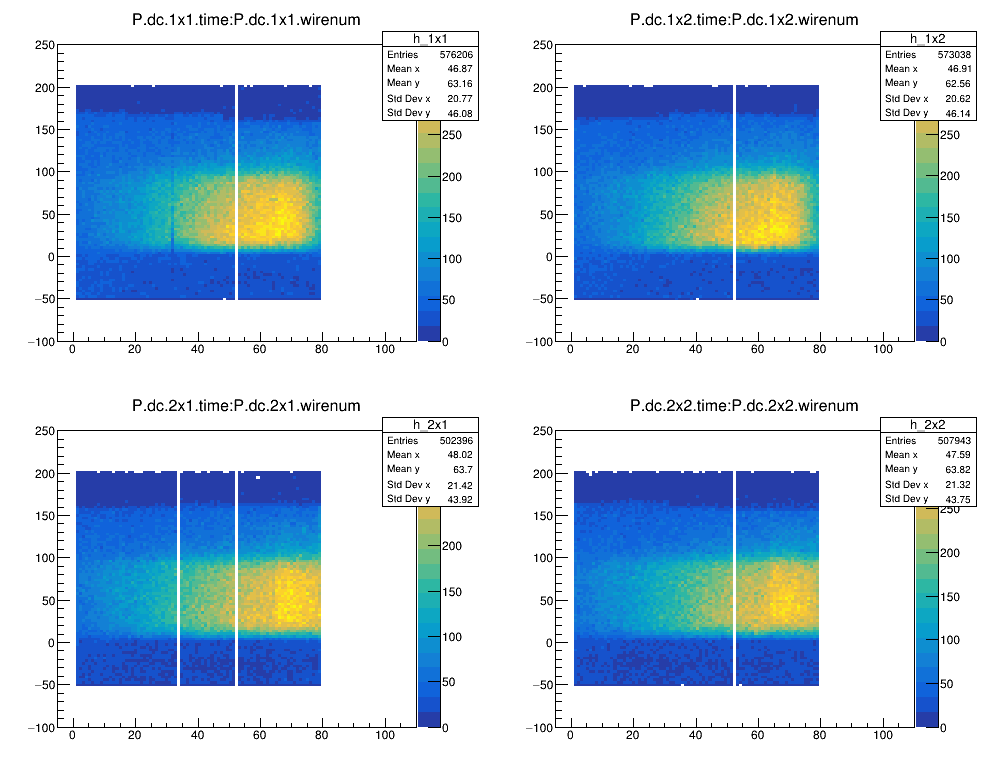 P.dc.1x1.time:P.dc.1x1.wirenum
h_1x1
Entries 576206
Mean x 46.87
Mean y 63.16
Std Dev x 20.77
Std Dev y 46.08
250
200
150
100
50
0
−50
−100
0 20 40 60 80 100
250
200
150
100
50
0
P.dc.1x2.time:P.dc.1x2.wirenum
h_1x2
Entries 573038
Mean x 46.91
Mean y 62.56
Std Dev x 20.62
Std Dev y 46.14
250
200
150
100
50
0
−50
−100
0 20 40 60 80 100
250
200
150
100
50
0
P.dc.2x1.time:P.dc.2x1.wirenum
h_2x1
Entries 502396
Mean x 48.02
Mean y 63.7
Std Dev x 21.42
Std Dev y 43.92
250
200
150
100
50
0
−50
−100
0 20 40 60 80 100
200
150
100
50
0
P.dc.2x2.time:P.dc.2x2.wirenum
h_2x2
Entries 507943
Mean x 47.59
Mean y 63.82
Std Dev x 21.32
Std Dev y 43.75
250
200
150
100
50
0
−50
−100
0 20 40 60 80 100
250
200
150
100
50
0